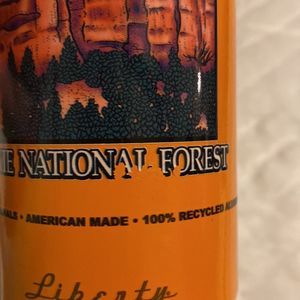 NATIONAL FOREST
• AMERICAN MADE • 100% RECYCLED
Liberty